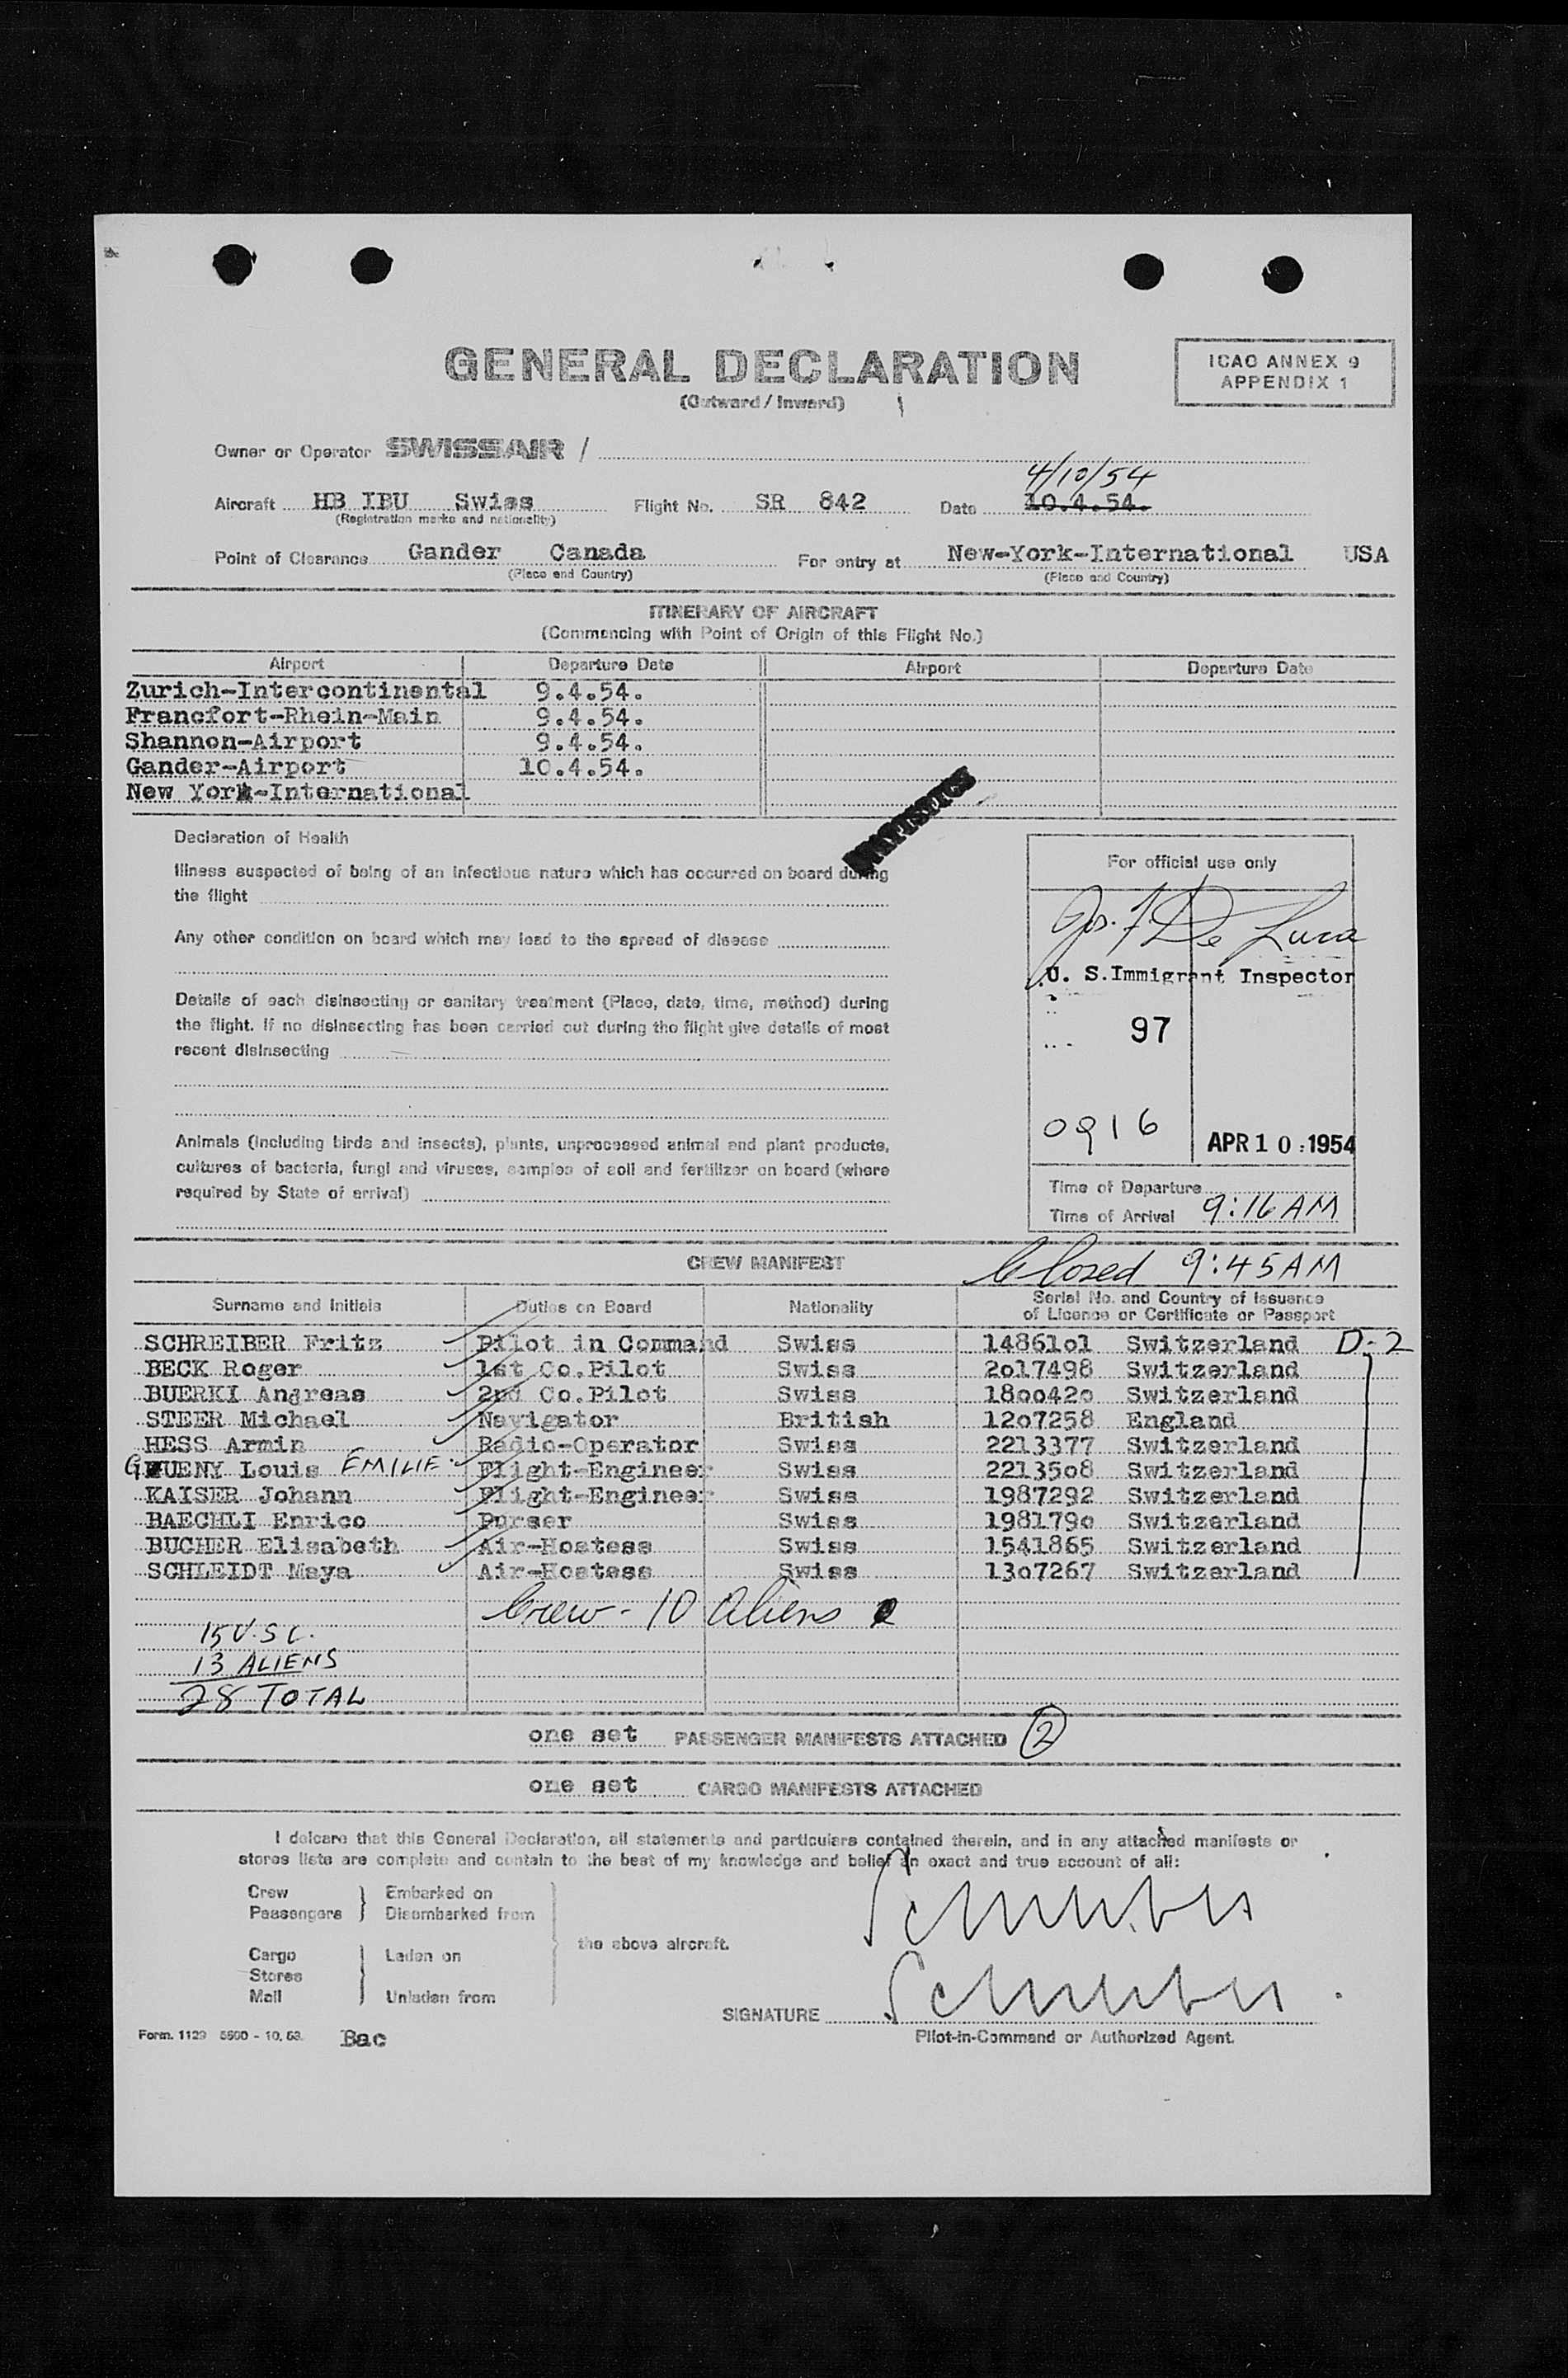 GENERAL DECLARATION
(Outward / Inward)
ICAO ANNEX 9
APPENDIX 1
Owner or Operator SWISSAIR /
4/10/54
Aircraft HB IBU Swiss Flight No. SR 842 Date 10.4.54.
(Registration marks and nationality)
Point of Clearance Gander Canada For entry at New-York-International USA
(Place and Country) (Place and Country)
ITINERARY OF AIRCRAFT
(Commencing with Point of Origin of this Flight No.)
Airport Departure Date Airport Departure Date
Zurich-Intercontinental 9.4.54.
Francfort-Rhein-Main 9.4.54.
Shannon-Airport 9.4.54.
Gander-Airport 10.4.54.
New York-International
STATISTICS
Declaration of Health
Illness suspected of being of an infectious nature which has occurred on board during
the flight
Any other condition on board which may lead to the spread of disease
Details of each disinsecting or sanitary treatment (Place, date, time, method) during
the flight. If no disinsecting has been carried out during the flight give details of most
recent disinsecting
Animals (including birds and insects), plants, unprocessed animal and plant products,
cultures of bacteria, fungi and viruses, samples of soil and fertilizer on board (where
required by State of arrival)
For official use only
Jos. F. De Luca
U. S. Immigrant Inspector
97
0916
APR 10 1954
Time of Departure
Time of Arrival 9:16 AM
CREW MANIFEST
Closed 9:45 AM
Surname and Initials Duties on Board Nationality Serial No. and Country of Issuance
of Licence or Certificate or Passport
SCHREIBER Fritz Pilot in Command Swiss 1486lol Switzerland D-2
BECK Roger 1st Co.Pilot Swiss 2o17498 Switzerland
BUERKI Angreas 2nd Co.Pilot Swiss 18oo42o Switzerland
STEER Michael Navigator British 12o7258 England
HESS Armin Radio-Operator Swiss 2213377 Switzerland
GUENY Louis EMILIE Flight-Engineer Swiss 22135o8 Switzerland
KAISER Johann Flight-Engineer Swiss 1987292 Switzerland
BAECHLI Enrico Purser Swiss 198179o Switzerland
BUCHER Elisabeth Air-Hostess Swiss 1541865 Switzerland
SCHLEIDT Maya Air-Hostess Swiss 13o7267 Switzerland
Crew - 10 Aliens
15 U.S.C.
13 ALIENS
28 TOTAL
one set PASSENGER MANIFESTS ATTACHED 2
one set CARGO MANIFESTS ATTACHED
I delcare that this General Declaration, all statements and particulars contained therein, and in any attached manifests or
stores lists are complete and contain to the best of my knowledge and belief an exact and true account of all:
Crew Embarked on
Passengers Disembarked from
the above aircraft.
Cargo Laden on
Stores
Mail Unladen from
Schreiber
Schreiber
SIGNATURE
Pilot-in-Command or Authorized Agent.
Form. 1129 5600 - 10. 53. Bac